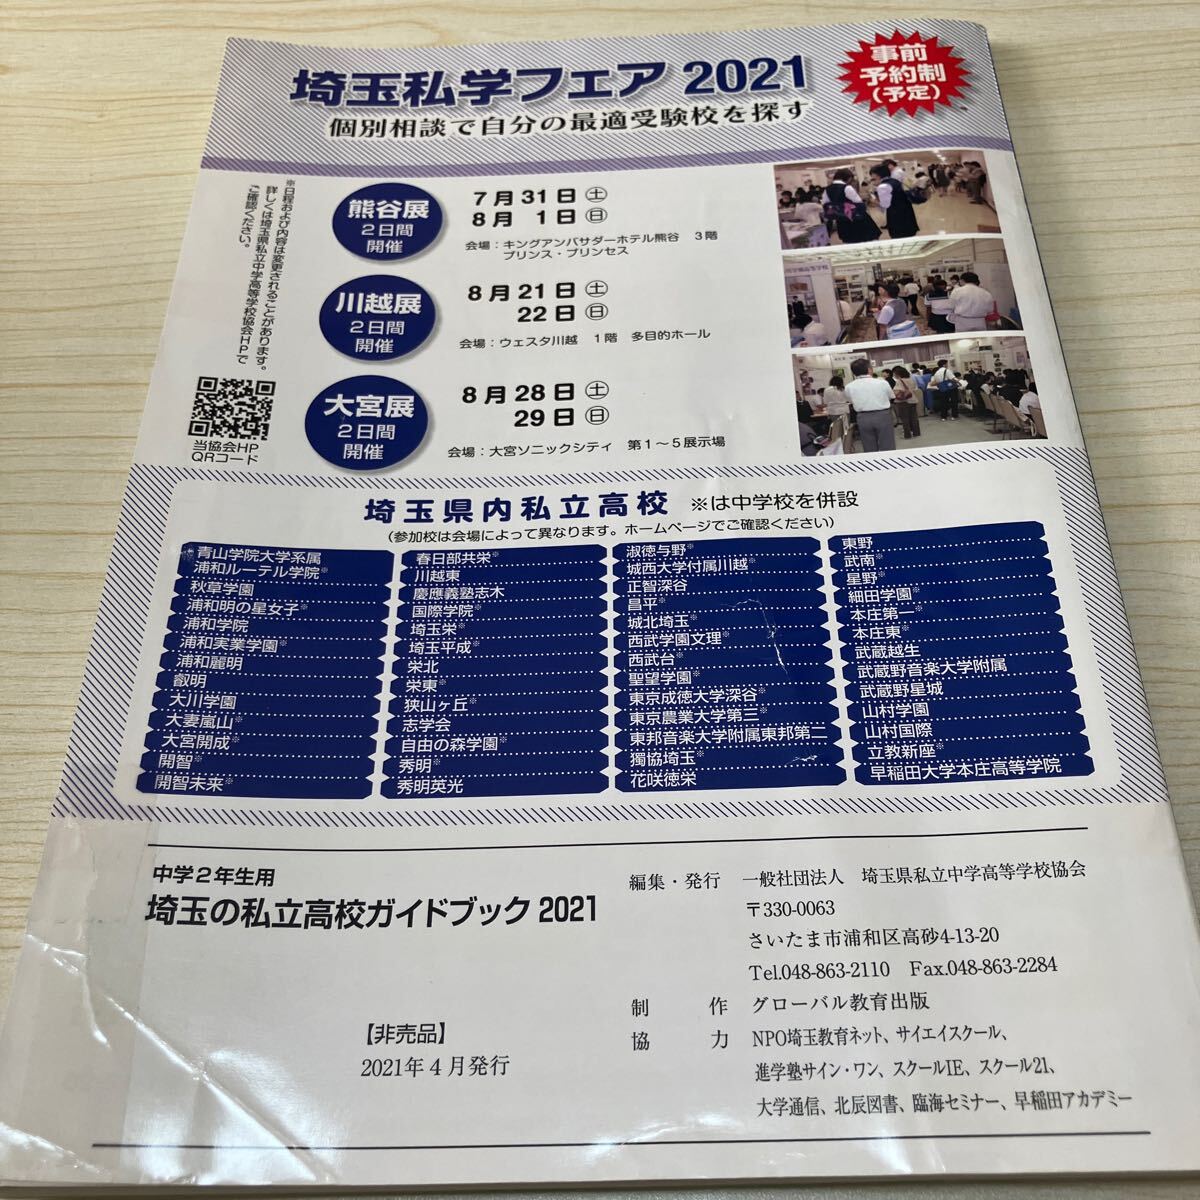 埼玉私学フェア 2021
個別相談で自分の最適受験校を探す
事前
予約制
(予定)
※日程および内容は変更されることがあります。
詳しくは埼玉県私立中学高等学校協会HPで
ご確認ください。
当協会HP
QRコード
熊谷展
2日間
開催
7月31日㊏
8月 1日㊐
会場：キングアンバサダーホテル熊谷 3階
プリンス・プリンセス
川越展
2日間
開催
8月21日㊏
22日㊐
会場：ウェスタ川越 1階 多目的ホール
大宮展
2日間
開催
8月28日㊏
29日㊐
会場：大宮ソニックシティ 第1～5展示場
埼玉県内私立高校 ※は中学校を併設
(参加校は会場によって異なります。ホームページでご確認ください)
青山学院大学系属
浦和ルーテル学院※
秋草学園
浦和明の星女子※
浦和学院
浦和実業学園※
浦和麗明
叡明
大川学園
大妻嵐山※
大宮開成※
開智※
開智未来※
春日部共栄※
川越東
慶應義塾志木
国際学院※
埼玉栄※
埼玉平成※
栄北
栄東※
狭山ヶ丘※
志学会
自由の森学園※
秀明※
秀明英光
淑徳与野※
城西大学付属川越※
正智深谷
昌平※
城北埼玉※
西武学園文理※
西武台※
聖望学園※
東京成徳大学深谷※
東京農業大学第三※
東邦音楽大学附属東邦第二
獨協埼玉※
花咲徳栄
東野
武南※
星野※
細田学園※
本庄第一※
本庄東※
武蔵越生
武蔵野音楽大学附属
武蔵野星城
山村学園
山村国際
立教新座※
早稲田大学本庄高等学院
中学2年生用
埼玉の私立高校ガイドブック 2021
【非売品】
2021年4月発行
編集・発行 一般社団法人 埼玉県私立中学高等学校協会
〒330-0063
さいたま市浦和区高砂4-13-20
Tel.048-863-2110 Fax.048-863-2284
制作 グローバル教育出版
協力 NPO埼玉教育ネット、サイエイスクール、
進学塾サイン・ワン、スクールIE、スクール21、
大学通信、北辰図書、臨海セミナー、早稲田アカデミー